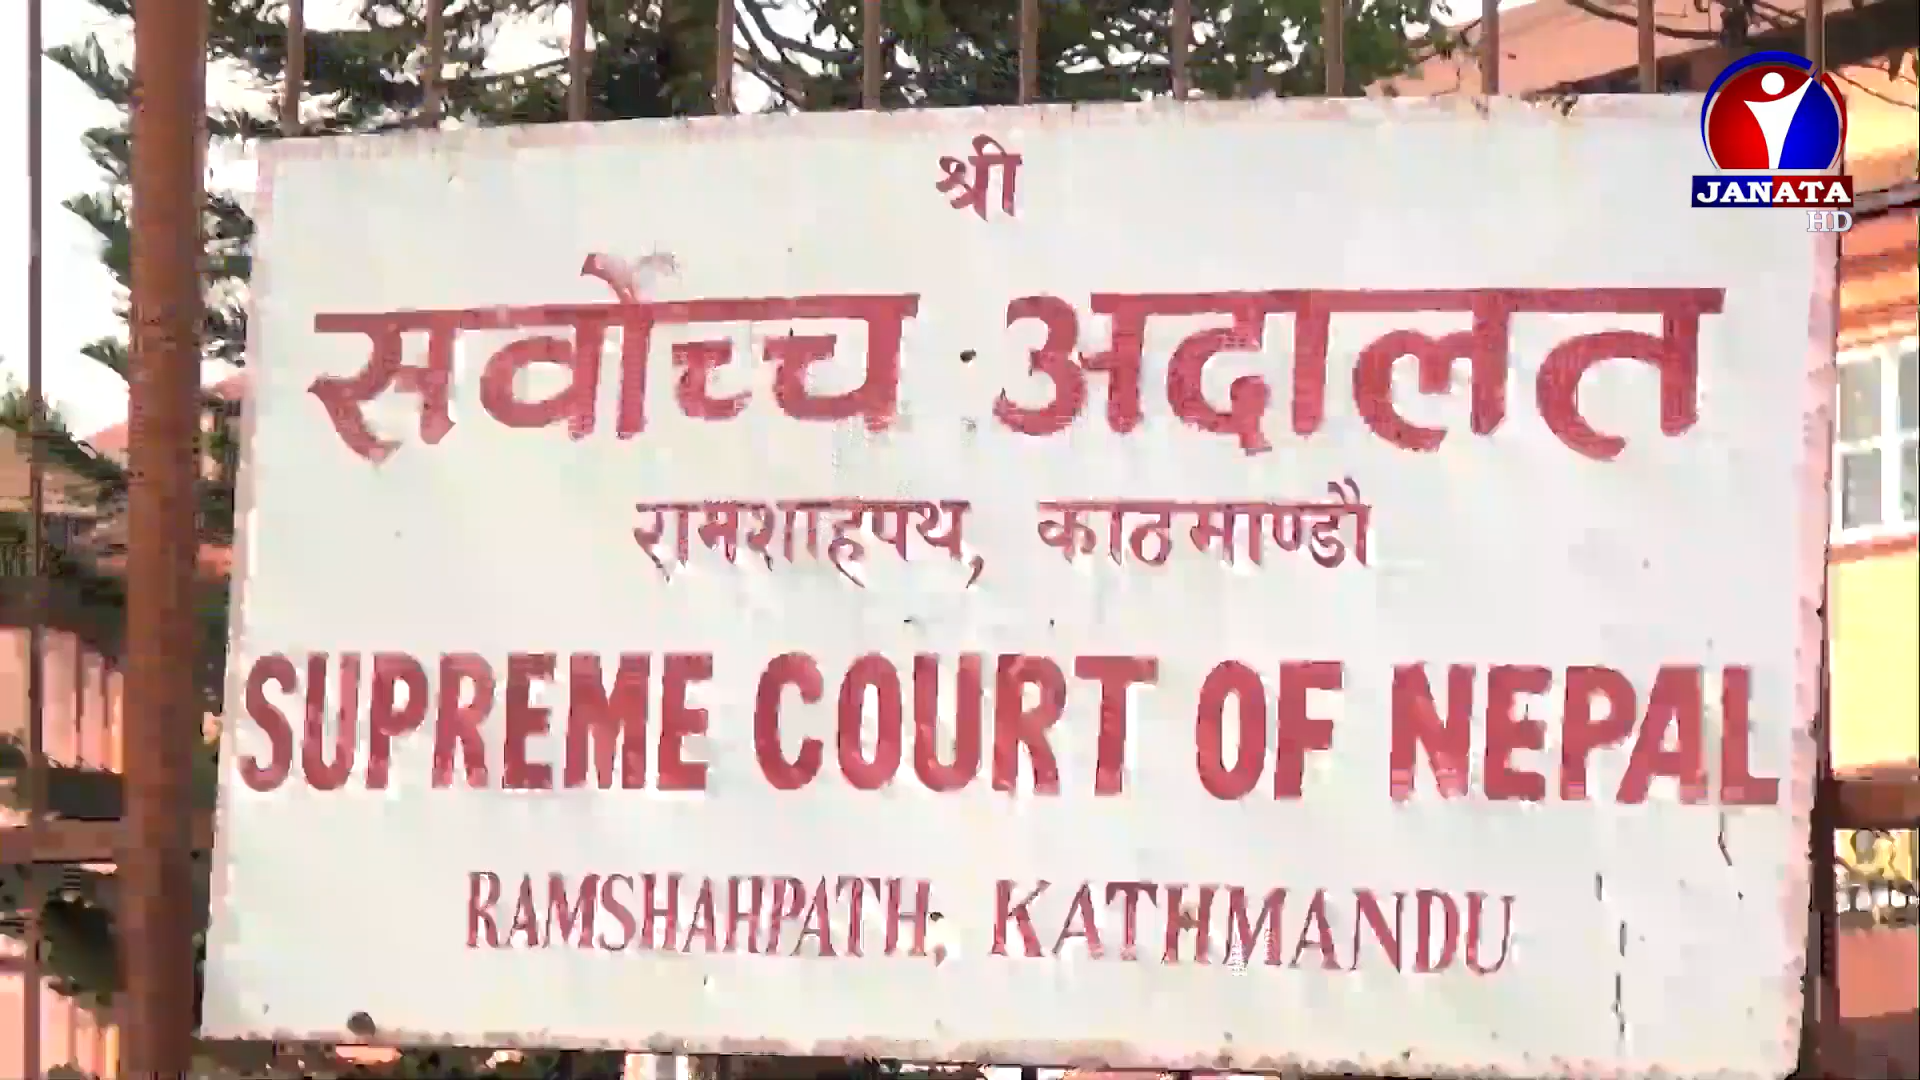 श्री
सर्वोच्च अदालत
रामशाहपथ, काठमाण्डौ
SUPREME COURT OF NEPAL
RAMSHAHPATH, KATHMANDU
JANATA
HD